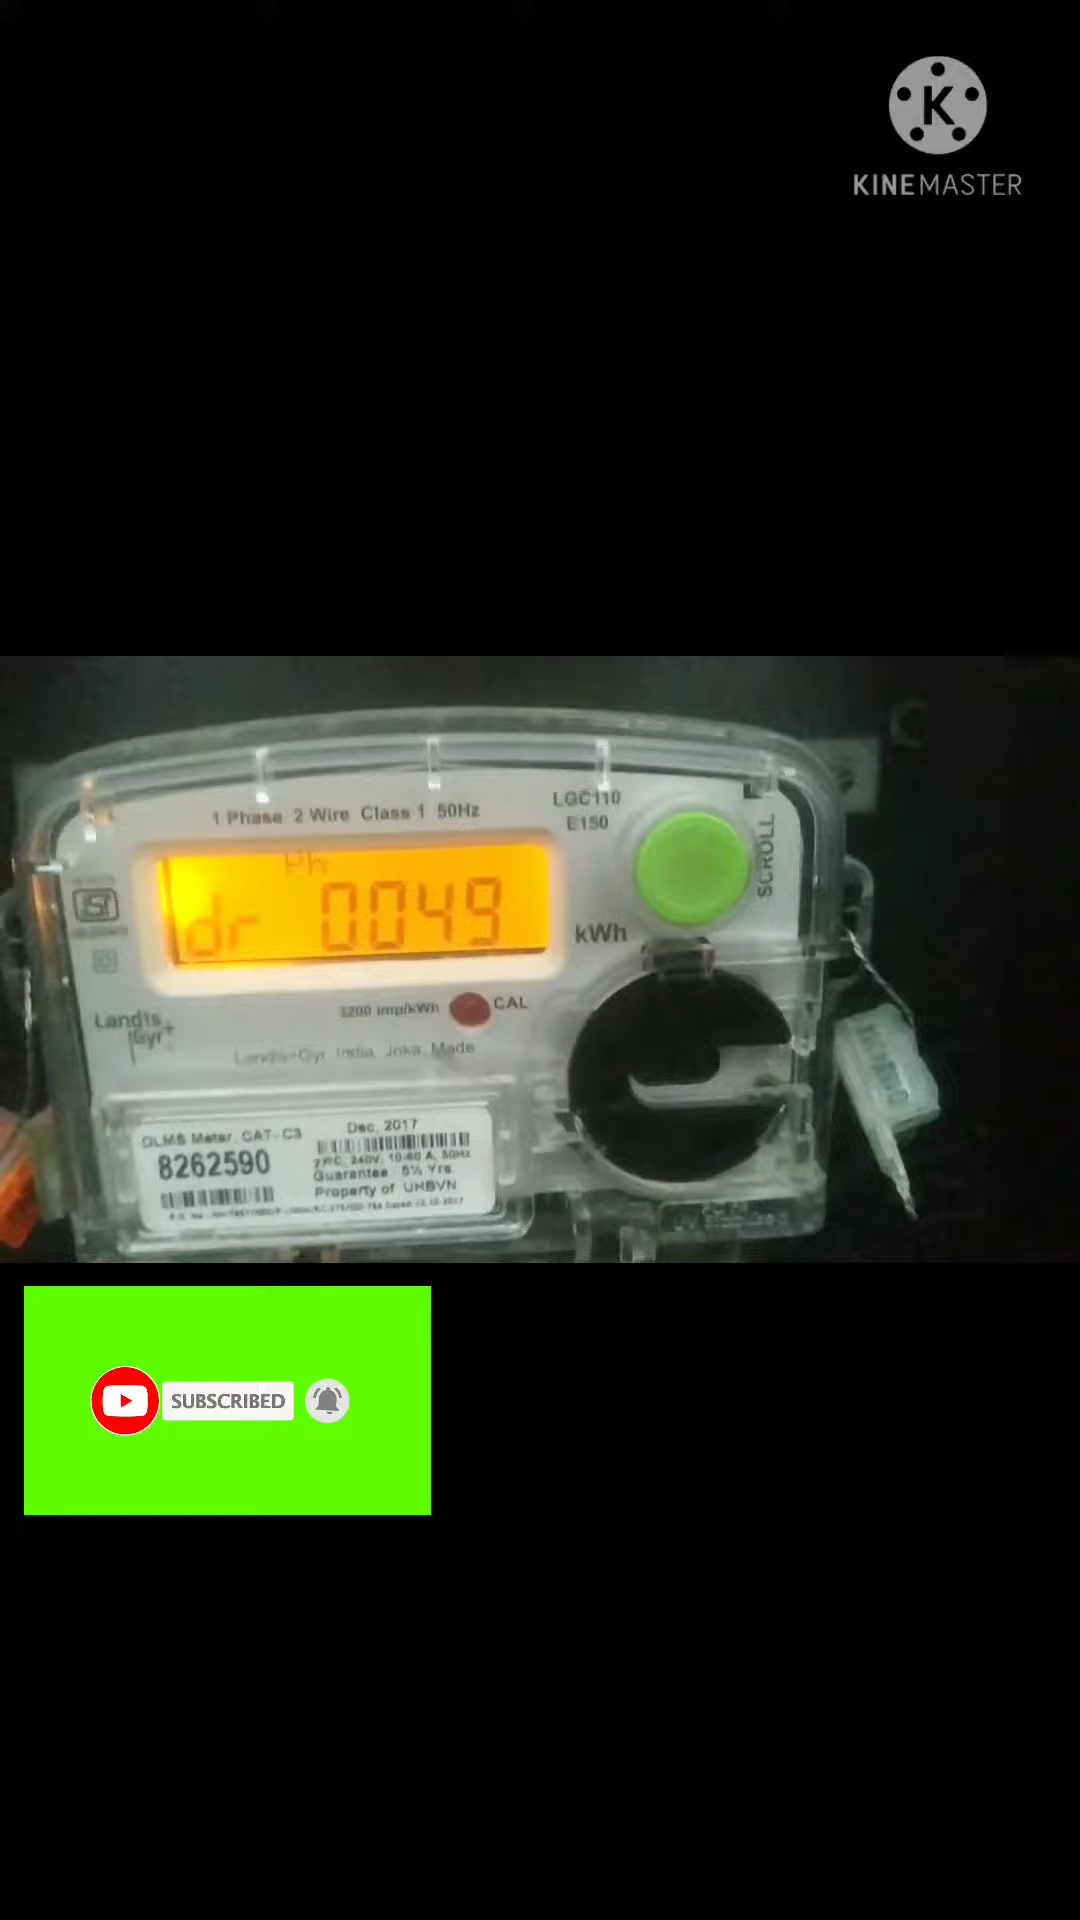 K
KINEMASTER
1 Phase 2 Wire Class 1 50Hz
LGC110
E150
SCROLL
Ph
dr 0049
kWh
ISI
3200 imp/kWh CAL
Landis
Gyr+
Landis+Gyr India, Joka, Made
DLMS Meter, CAT-C3
8262590
Dec, 2017
27°C, 240V, 10-60 A, 50Hz
Guarantee : 5½ Yrs
Property of UHBVN
SUBSCRIBED